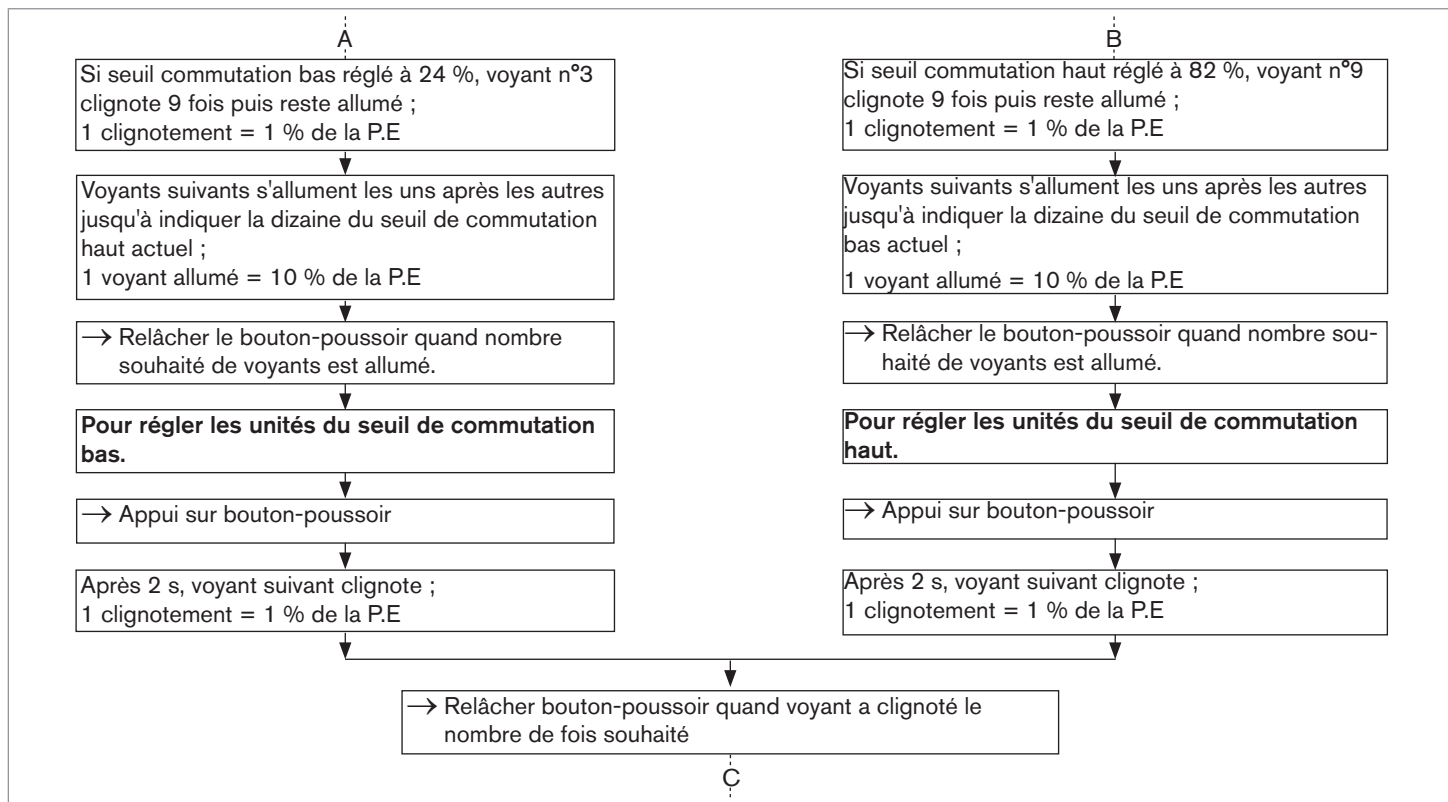 A
Si seuil commutation bas réglé à 24 %, voyant n°3
clignote 9 fois puis reste allumé ;
1 clignotement = 1 % de la P.E
Voyants suivants s'allument les uns après les autres
jusqu'à indiquer la dizaine du seuil de commutation
haut actuel ;
1 voyant allumé = 10 % de la P.E
→ Relâcher le bouton-poussoir quand nombre
souhaité de voyants est allumé.
Pour régler les unités du seuil de commutation
bas.
→ Appui sur bouton-poussoir
Après 2 s, voyant suivant clignote ;
1 clignotement = 1 % de la P.E
B
Si seuil commutation haut réglé à 82 %, voyant n°9
clignote 9 fois puis reste allumé ;
1 clignotement = 1 % de la P.E
Voyants suivants s'allument les uns après les autres
jusqu'à indiquer la dizaine du seuil de commutation
bas actuel ;
1 voyant allumé = 10 % de la P.E
→ Relâcher le bouton-poussoir quand nombre sou-
haité de voyants est allumé.
Pour régler les unités du seuil de commutation
haut.
→ Appui sur bouton-poussoir
Après 2 s, voyant suivant clignote ;
1 clignotement = 1 % de la P.E
→ Relâcher bouton-poussoir quand voyant a clignoté le
nombre de fois souhaité
C